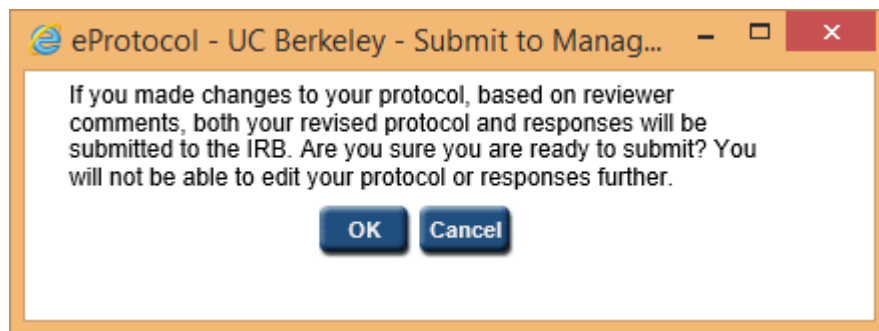 eProtocol - UC Berkeley - Submit to Manag...
If you made changes to your protocol, based on reviewer
comments, both your revised protocol and responses will be
submitted to the IRB. Are you sure you are ready to submit? You
will not be able to edit your protocol or responses further.
OK Cancel